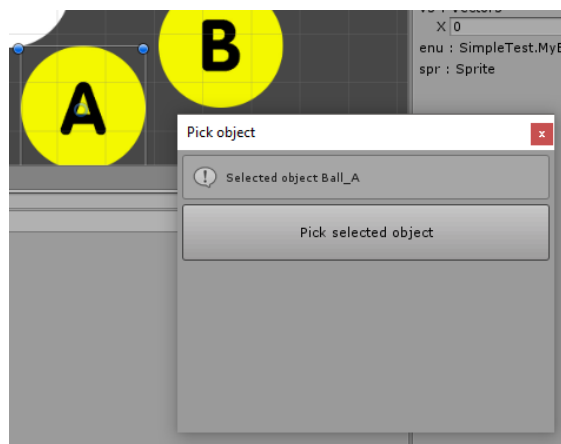 B
A
X 0
enu : SimpleTest.MyE
spr : Sprite
Pick object
x
Selected object Ball_A
Pick selected object